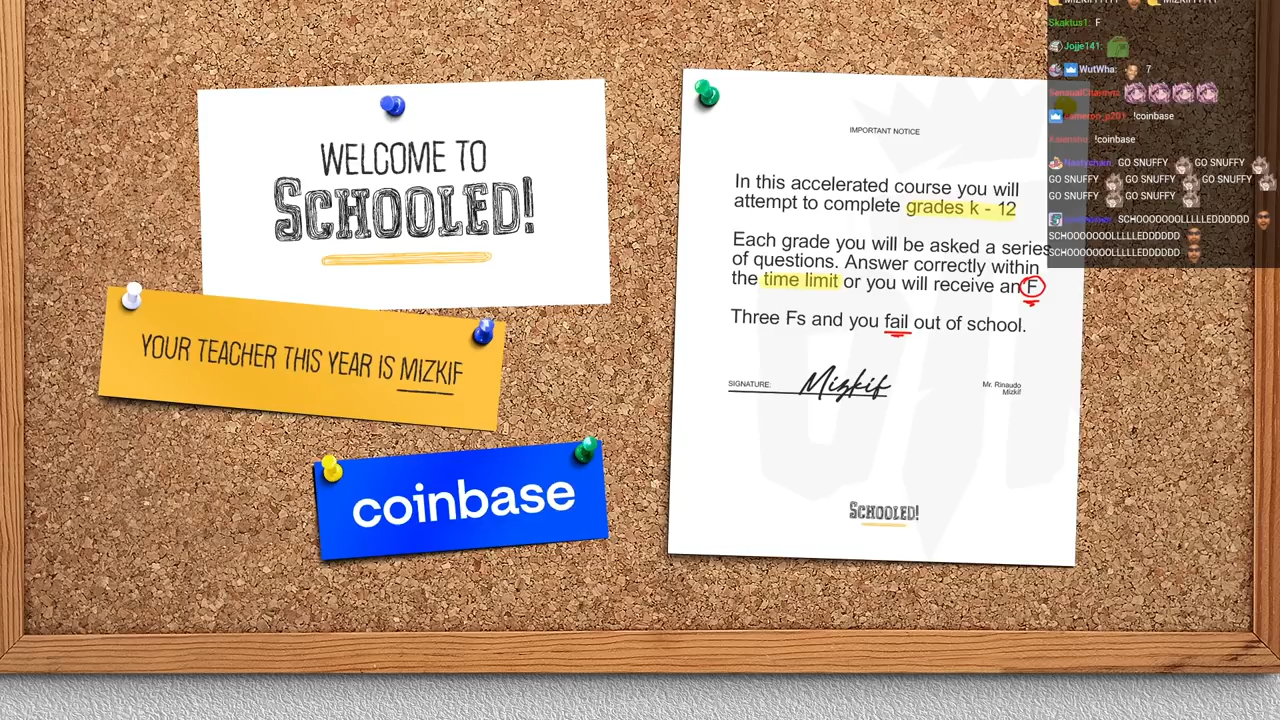 WELCOME TO
SCHOOLED!
YOUR TEACHER THIS YEAR IS MIZKIF
coinbase
IMPORTANT NOTICE
In this accelerated course you will
attempt to complete grades k - 12
Each grade you will be asked a series
of questions. Answer correctly within
the time limit or you will receive an F
Three Fs and you fail out of school.
SIGNATURE: Mizkif
Mr. Rinaudo
Mizkif
SCHOOLED!
Skaktus1: F
Jojje141:
WutWha: 7
cameron_p201: !coinbase
!coinbase
GO SNUFFY GO SNUFFY
GO SNUFFY GO SNUFFY GO SNUFFY
GO SNUFFY GO SNUFFY
SCHOOOOOOLLLLLEDDDDDD
SCHOOOOOOLLLLLEDDDDDD
SCHOOOOOOLLLLLEDDDDDD